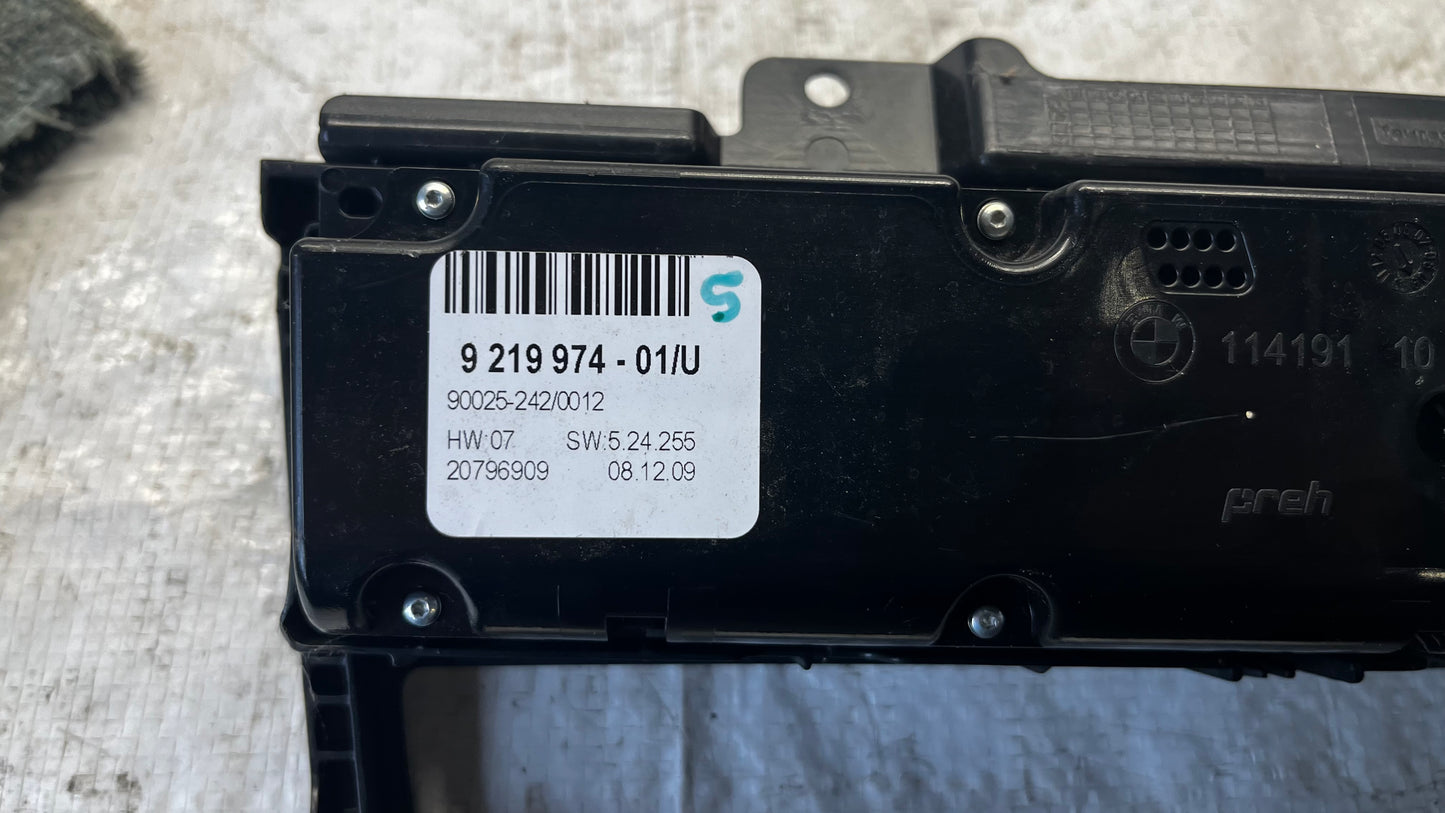 S
9 219 974 - 01/U
90025-242/0012
HW:07 SW:5.24.255
20796909 08.12.09
BMW
114191 10
preh